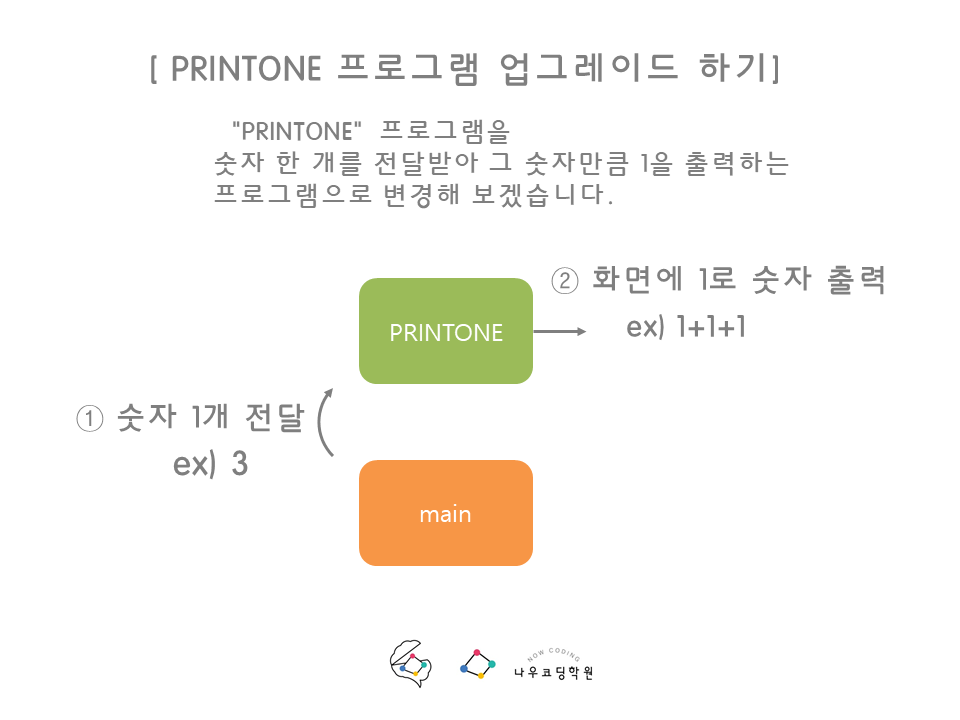 [ PRINTONE 프로그램 업그레이드 하기]
"PRINTONE" 프로그램을
숫자 한 개를 전달받아 그 숫자만큼 1을 출력하는
프로그램으로 변경해 보겠습니다.
② 화면에 1로 숫자 출력
ex) 1+1+1
PRINTONE
① 숫자 1개 전달
ex) 3
main
NOW CODING
나우코딩학원